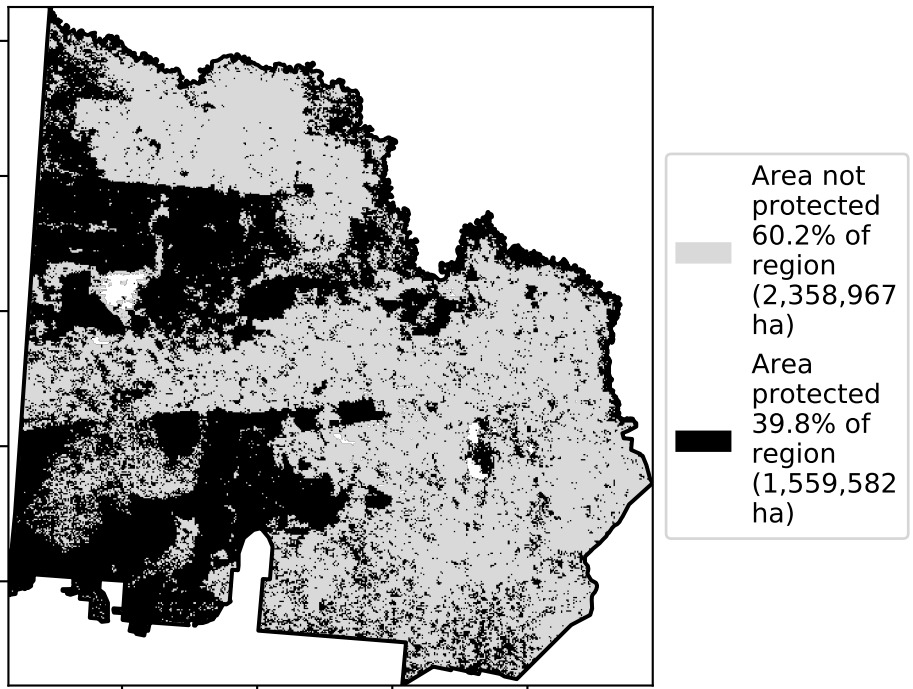 Area not
protected
60.2% of
region
(2,358,967
ha)
Area
protected
39.8% of
region
(1,559,582
ha)